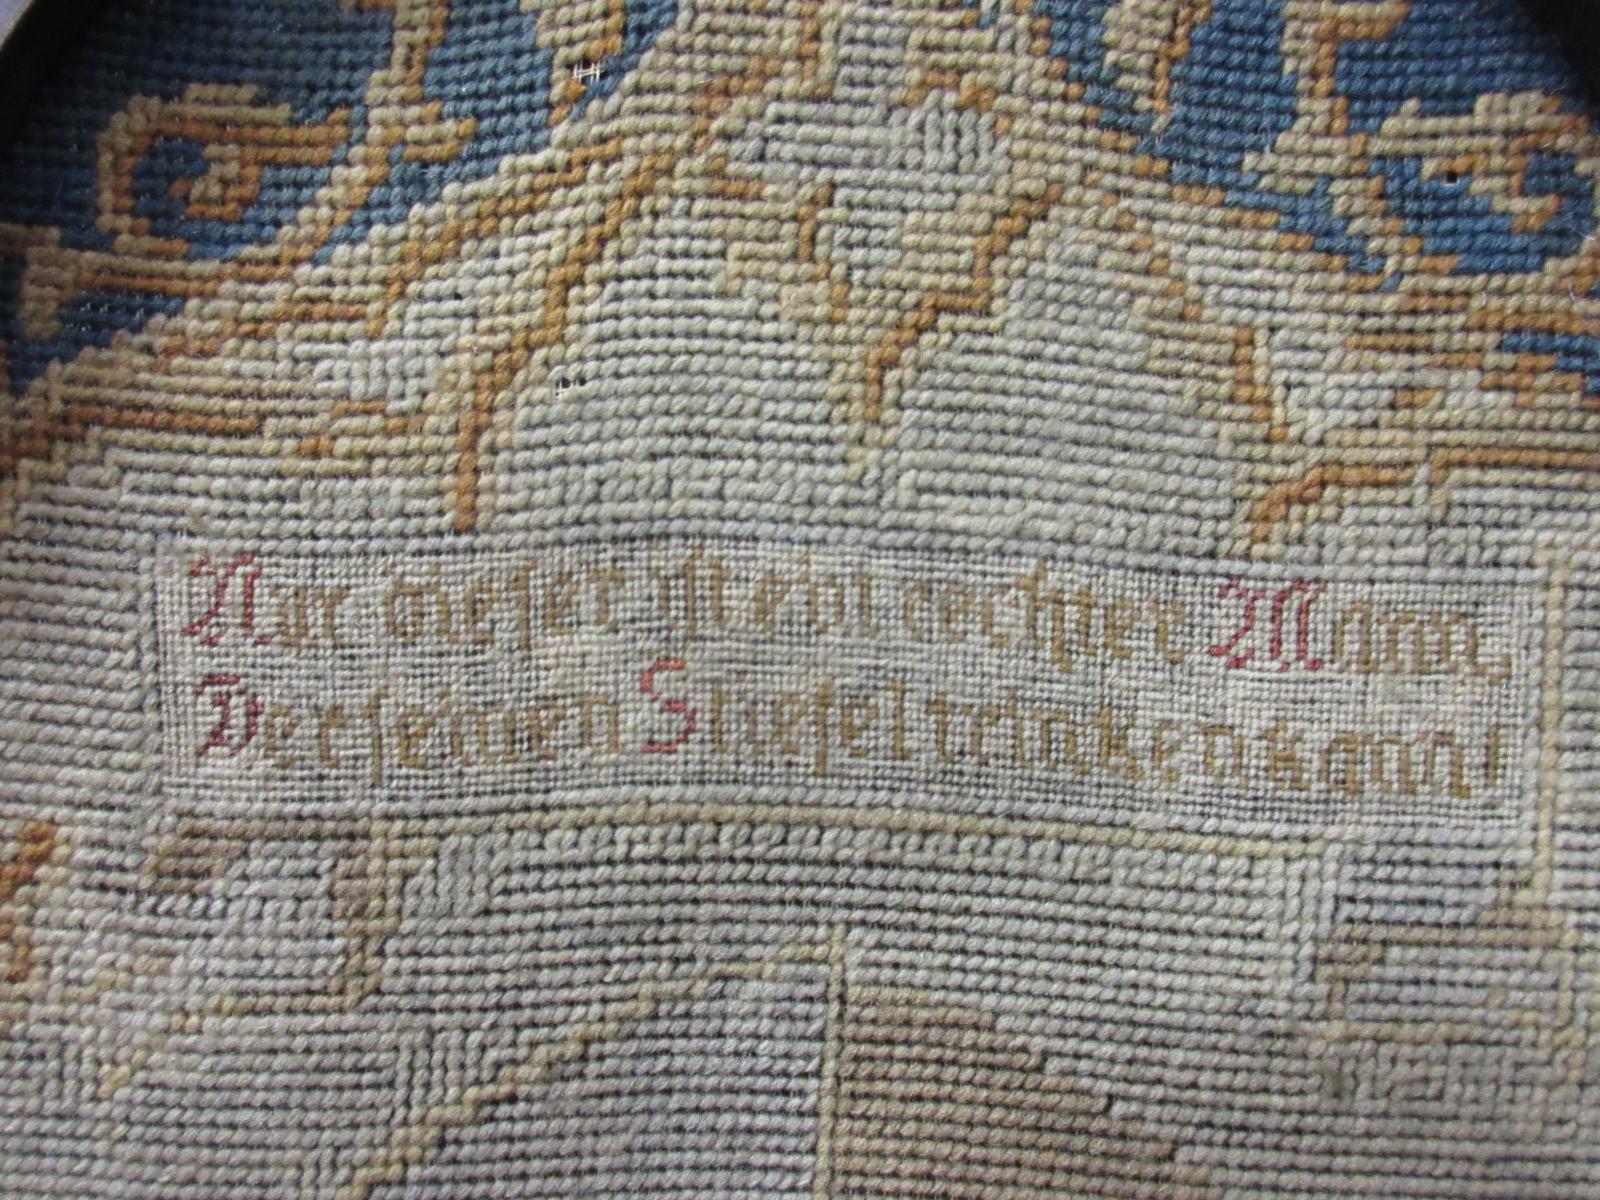 Nur dieser ist ein rechter Mann,
Der seinen Stiefel trinken kann!